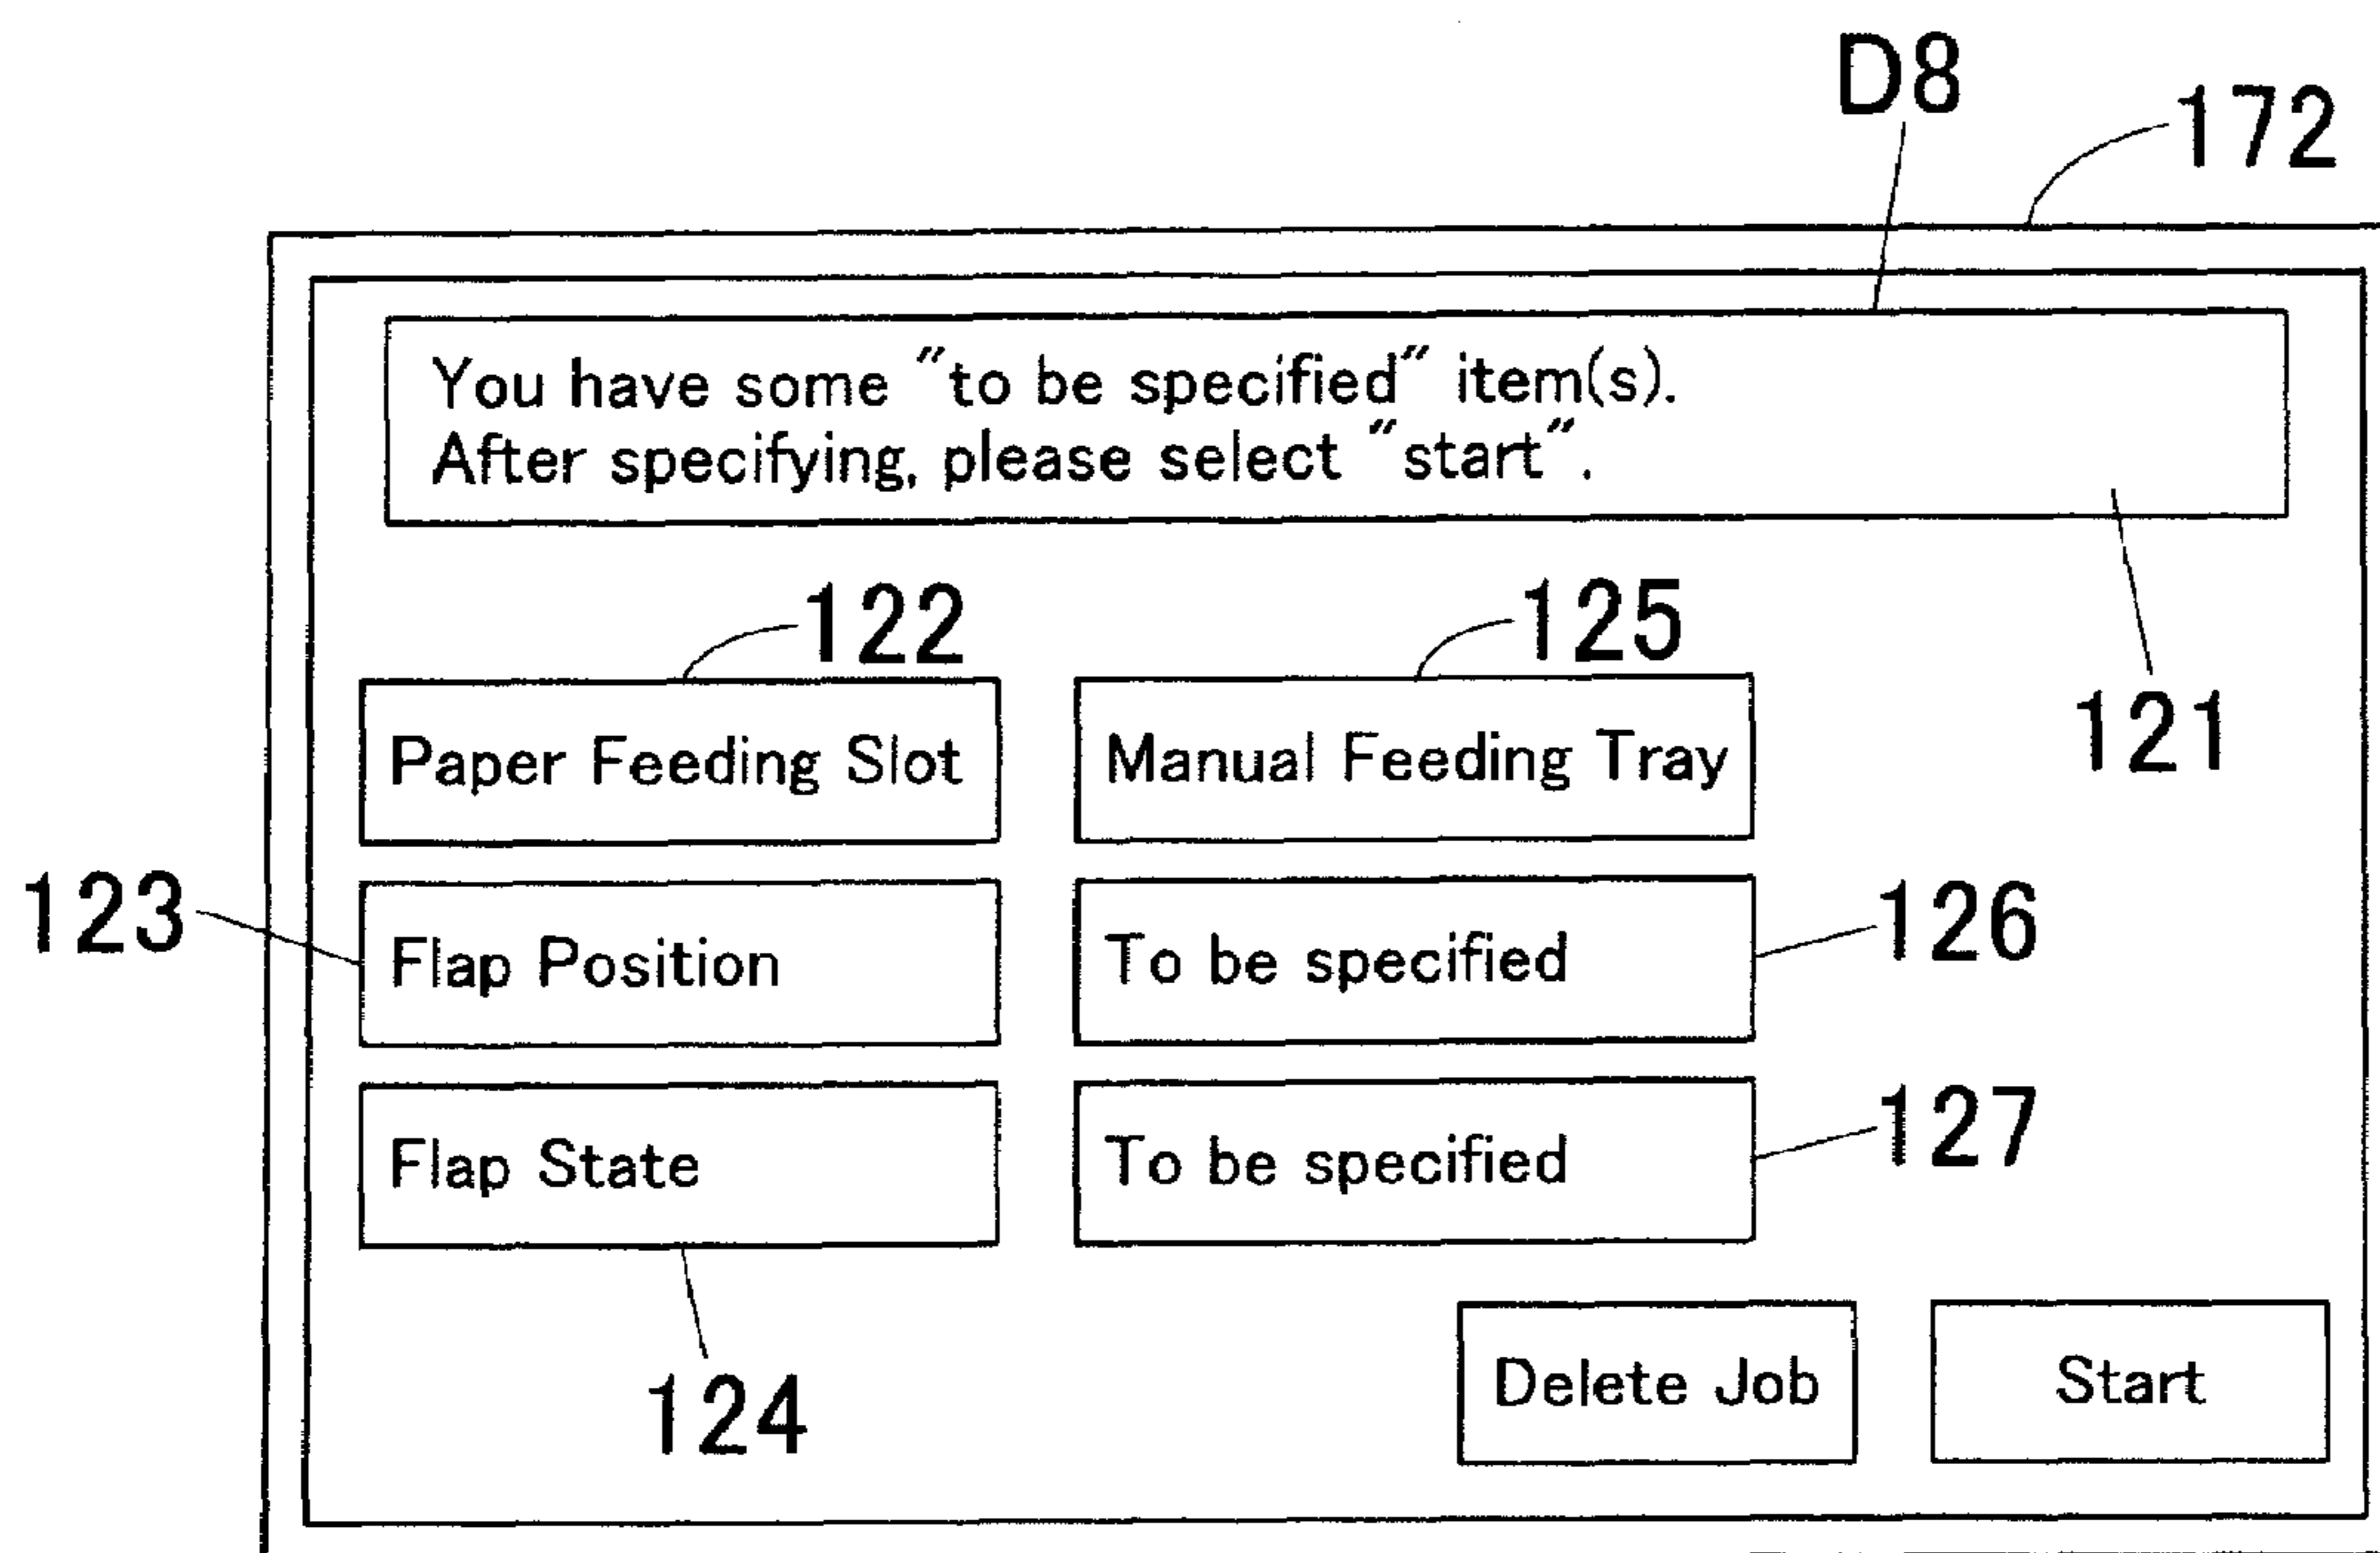 D8
172
You have some "to be specified" item(s).
After specifying, please select "start".
122
125
121
Paper Feeding Slot
Manual Feeding Tray
123
Flap Position
To be specified
126
Flap State
To be specified
127
124
Delete Job
Start